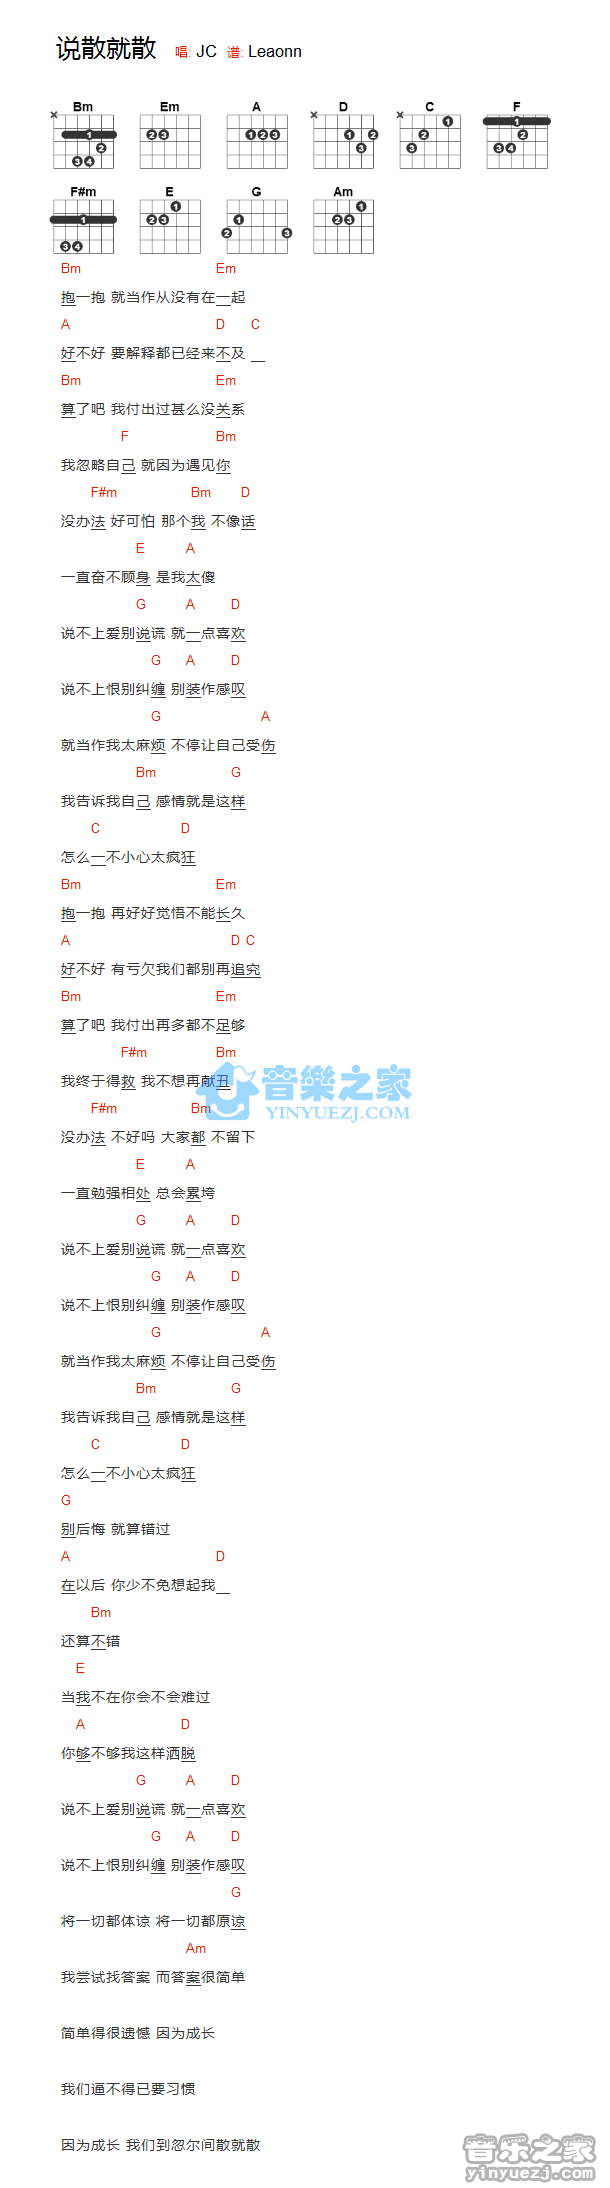 说散就散 唱: JC 谱: Leaonn
Bm Em A D C F
F#m E G Am
Bm Em
抱一抱 就当作从没有在一起
A D C
好不好 要解释都已经来不及
Bm Em
算了吧 我付出过甚么没关系
F Bm
我忽略自己 就因为遇见你
F#m Bm D
没办法 好可怕 那个我 不像话
E A
一直奋不顾身 是我太傻
G A D
说不上爱别说谎 就一点喜欢
G A D
说不上恨别纠缠 别装作感叹
G A
就当作我太麻烦 不停让自己受伤
Bm G
我告诉我自己 感情就是这样
C D
怎么一不小心太疯狂
Bm Em
抱一抱 再好好觉悟不能长久
A D C
好不好 有亏欠我们都别再追究
Bm Em
算了吧 我付出再多都不足够
F#m Bm
我终于得救 我不想再献丑
F#m Bm
没办法 不好吗 大家都 不留下
E A
一直勉强相处 总会累垮
G A D
说不上爱别说谎 就一点喜欢
G A D
说不上恨别纠缠 别装作感叹
G A
就当作我太麻烦 不停让自己受伤
Bm G
我告诉我自己 感情就是这样
C D
怎么一不小心太疯狂
G
别后悔 就算错过
A D
在以后 你少不免想起我
Bm
还算不错
E
当我不在你会不会难过
A D
你够不够我这样洒脱
G A D
说不上爱别说谎 就一点喜欢
G A D
说不上恨别纠缠 别装作感叹
G
将一切都体谅 将一切都原谅
Am
我尝试找答案 而答案很简单
简单得很遗憾 因为成长
我们逼不得已要习惯
因为成长 我们到忽尔间散就散
音樂之家
YINYUEZJ.COM
音乐之家
yinyuezj.com